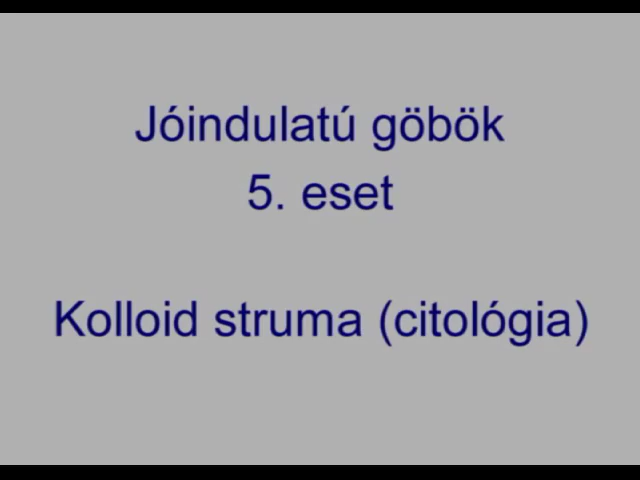 Jóindulatú göbök
5. eset
Kolloid struma (citológia)